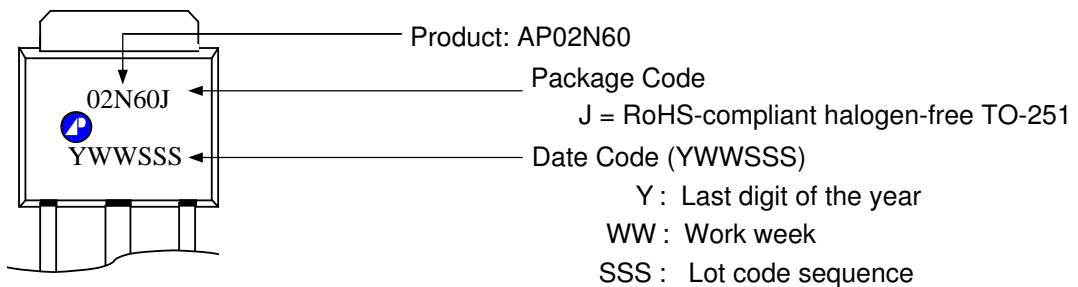 Product: AP02N60
Package Code
02N60J
J = RoHS-compliant halogen-free TO-251
AP
YWWSSS
Date Code (YWWSSS)
Y : Last digit of the year
WW : Work week
SSS : Lot code sequence